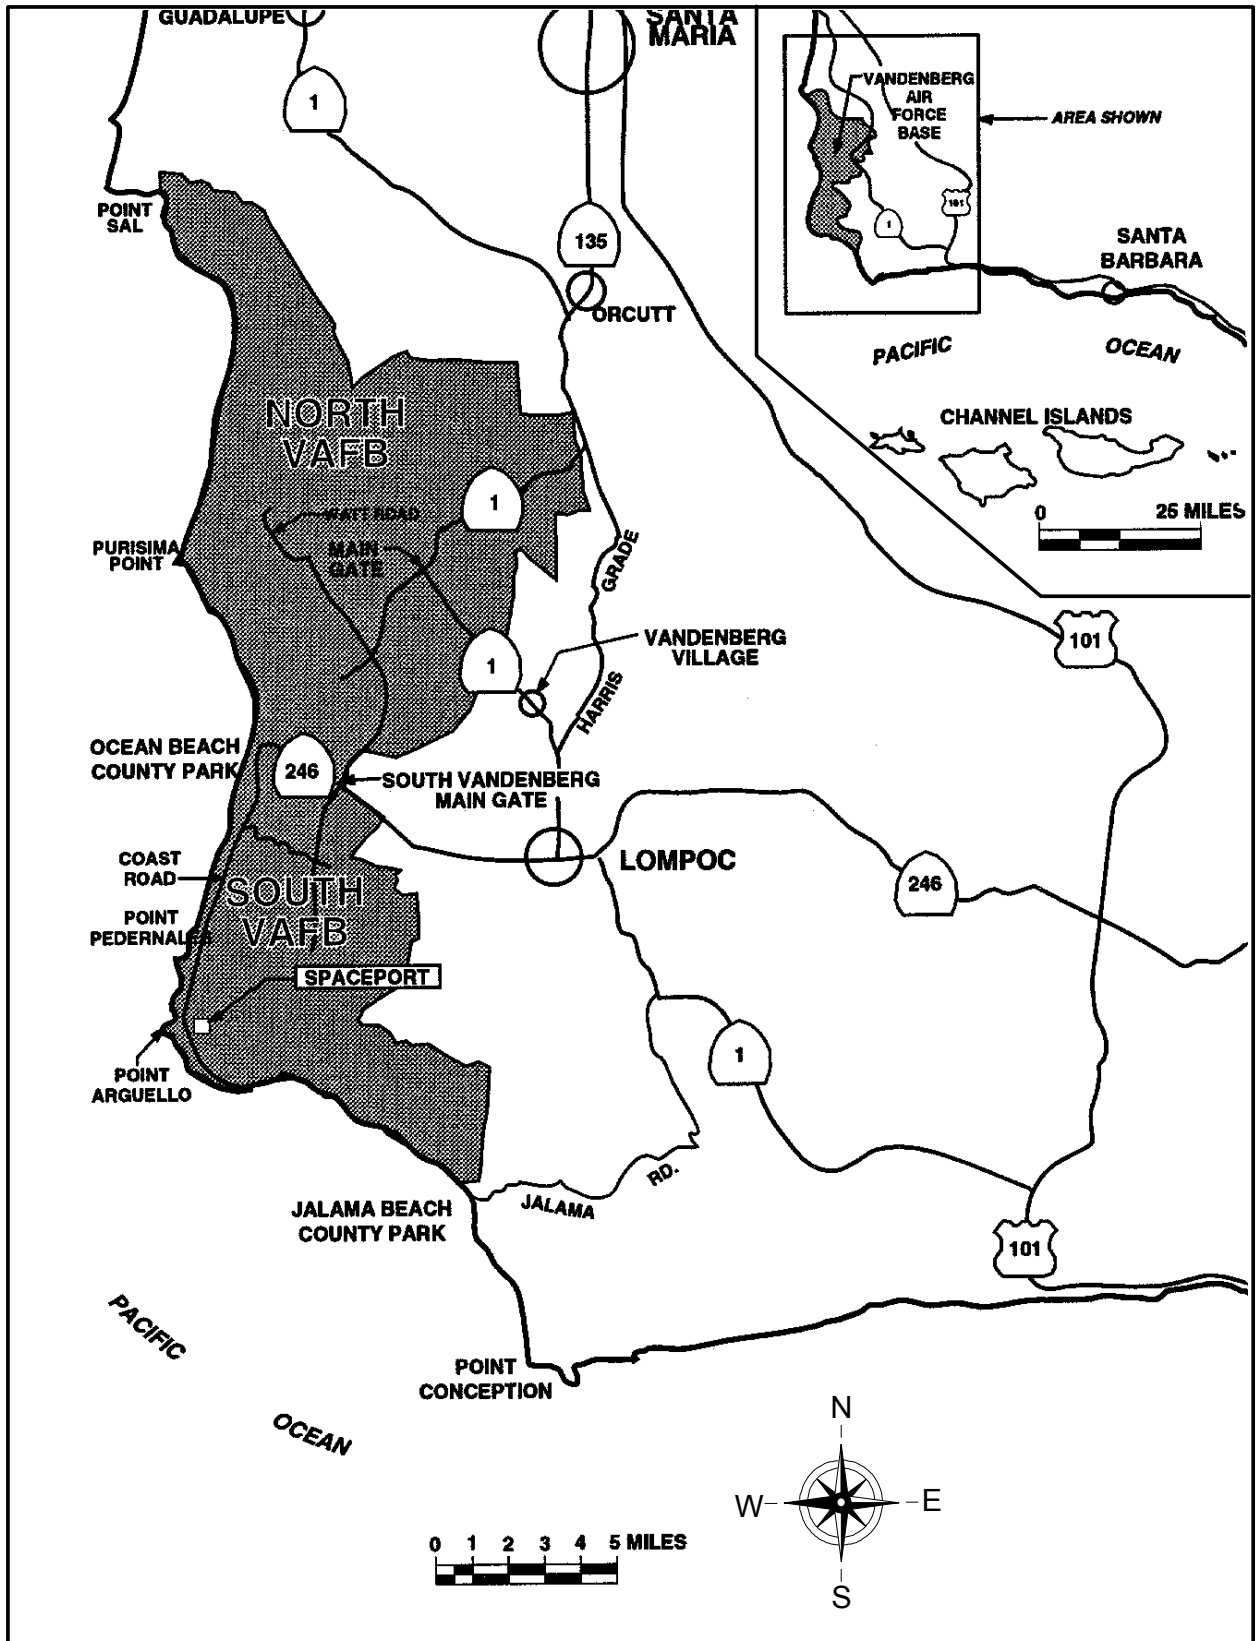 GUADALUPE
SANTA
MARIA
1
POINT
SAL
135
ORCUTT
VANDENBERG
AIR
FORCE
BASE
AREA SHOWN
101
1
SANTA
BARBARA
PACIFIC
OCEAN
CHANNEL ISLANDS
0 25 MILES
NORTH
VAFB
1
WATT ROAD
MAIN
GATE
PURISIMA
POINT
GRADE
HARRIS
1
VANDENBERG
VILLAGE
101
OCEAN BEACH
COUNTY PARK
246
SOUTH VANDENBERG
MAIN GATE
COAST
ROAD
LOMPOC
246
SOUTH
VAFB
POINT
PEDERNALES
SPACEPORT
POINT
ARGUELLO
1
JALAMA
RD.
JALAMA BEACH
COUNTY PARK
101
PACIFIC
OCEAN
POINT
CONCEPTION
N
W
E
S
0 1 2 3 4 5 MILES